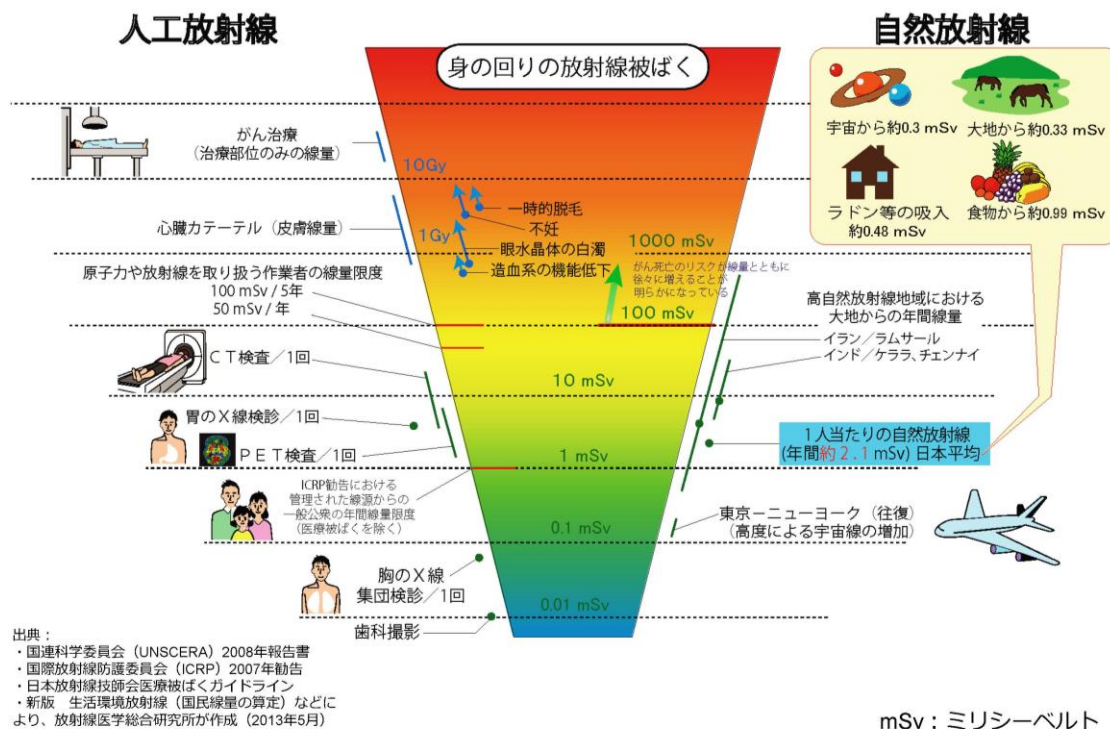 人工放射線
自然放射線
身の回りの放射線被ばく
がん治療
(治療部位のみの線量)
10Gy
心臓カテーテル（皮膚線量）
1Gy
一時的脱毛
不妊
眼水晶体の白濁
造血系の機能低下
原子力や放射線を取り扱う作業者の線量限度
100 mSv / 5年
50 mSv / 年
ＣＴ検査／1回
胃のＸ線検診／1回
ＰＥＴ検査／1回
ICRP勧告における
管理された線源からの
一般公衆の年間線量限度
（医療被ばくを除く）
胸のＸ線
集団検診／1回
歯科撮影
1000 mSv
がん死亡のリスクが線量とともに
徐々に増えることが
明らかになっている
100 mSv
10 mSv
1 mSv
0.1 mSv
0.01 mSv
宇宙から約0.3 mSv
大地から約0.33 mSv
ラドン等の吸入
約0.48 mSv
食物から約0.99 mSv
高自然放射線地域における
大地からの年間線量
イラン／ラムサール
インド／ケララ、チェンナイ
1人当たりの自然放射線
(年間約２.１mSv) 日本平均
東京－ニューヨーク（往復）
（高度による宇宙線の増加）
出典：
・国連科学委員会（UNSCERA）2008年報告書
・国際放射線防護委員会（ICRP）2007年勧告
・日本放射線技師会医療被ばくガイドライン
・新版　生活環境放射線（国民線量の算定）などに
より、放射線医学総合研究所が作成（2013年5月）
mSv：ミリシーベルト